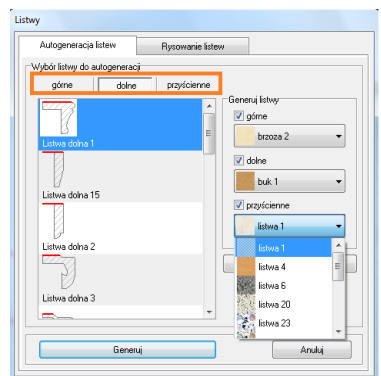 Listwy
Autogeneracja listew
Rysowanie listew
Wybór listwy do autogeneracji
górne
dolne
przyścienne
Listwa dolna 1
Listwa dolna 15
Listwa dolna 2
Listwa dolna 3
Generuj listwy
górne
brzoza 2
dolne
buk 1
przyścienne
listwa 1
listwa 1
listwa 4
listwa 6
listwa 20
listwa 23
Generuj
Anuluj